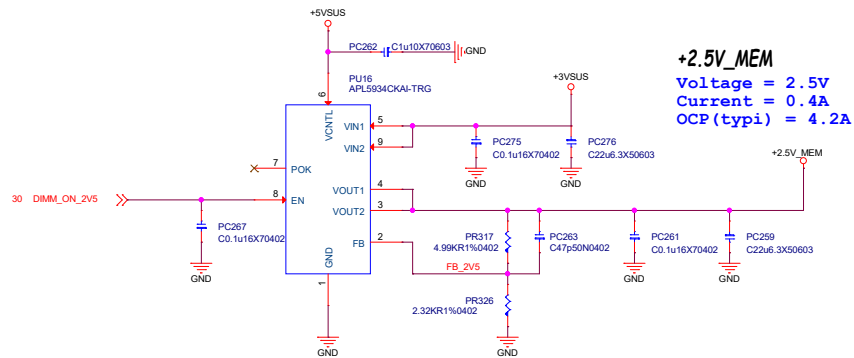 +5VSUS
PC262
C1u10X70603
GND
+2.5V_MEM
Voltage = 2.5V
Current = 0.4A
OCP(typi) = 4.2A
PU16
APL5934CKAI-TRG
+3VSUS
6
VCNTL
VIN1
5
VIN2
9
PC275
C0.1u16X70402
PC276
C22u6.3X50603
GND
GND
+2.5V_MEM
7
POK
30 DIMM_ON_2V5
8
EN
VOUT1
4
VOUT2
3
PC267
C0.1u16X70402
FB
2
PR317
4.99KR1%0402
PC263
C47p50N0402
PC261
C0.1u16X70402
PC259
C22u6.3X50603
GND
GND
1
FB_2V5
GND
GND
PR326
2.32KR1%0402
GND
GND